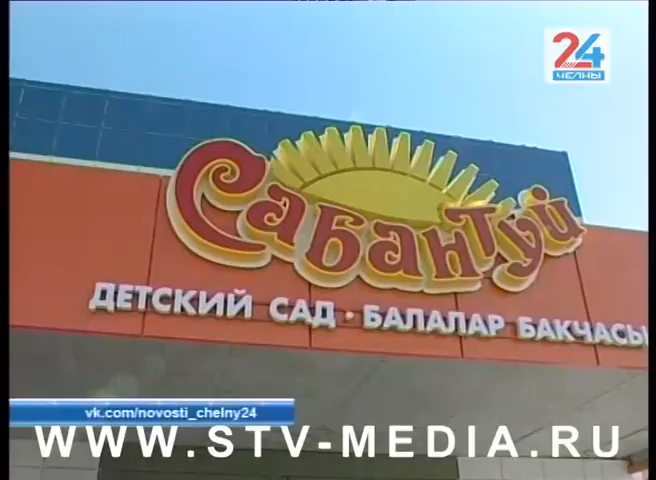 24
ЧЕЛНЫ
Сабантуй
ДЕТСКИЙ САД · БАЛАЛАР БАКЧАСЫ
vk.com/novosti_chelny24
WWW.STV-MEDIA.RU